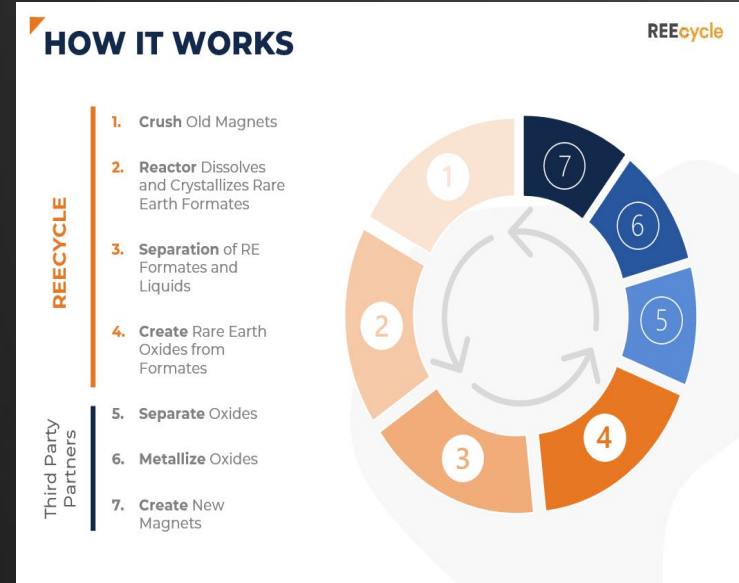 HOW IT WORKS
REEcycle
REECYCLE
1. Crush Old Magnets
2. Reactor Dissolves
and Crystallizes Rare
Earth Formates
3. Separation of RE
Formates and
Liquids
4. Create Rare Earth
Oxides from
Formates
Third Party
Partners
5. Separate Oxides
6. Metallize Oxides
7. Create New
Magnets
1
2
3
4
5
6
7